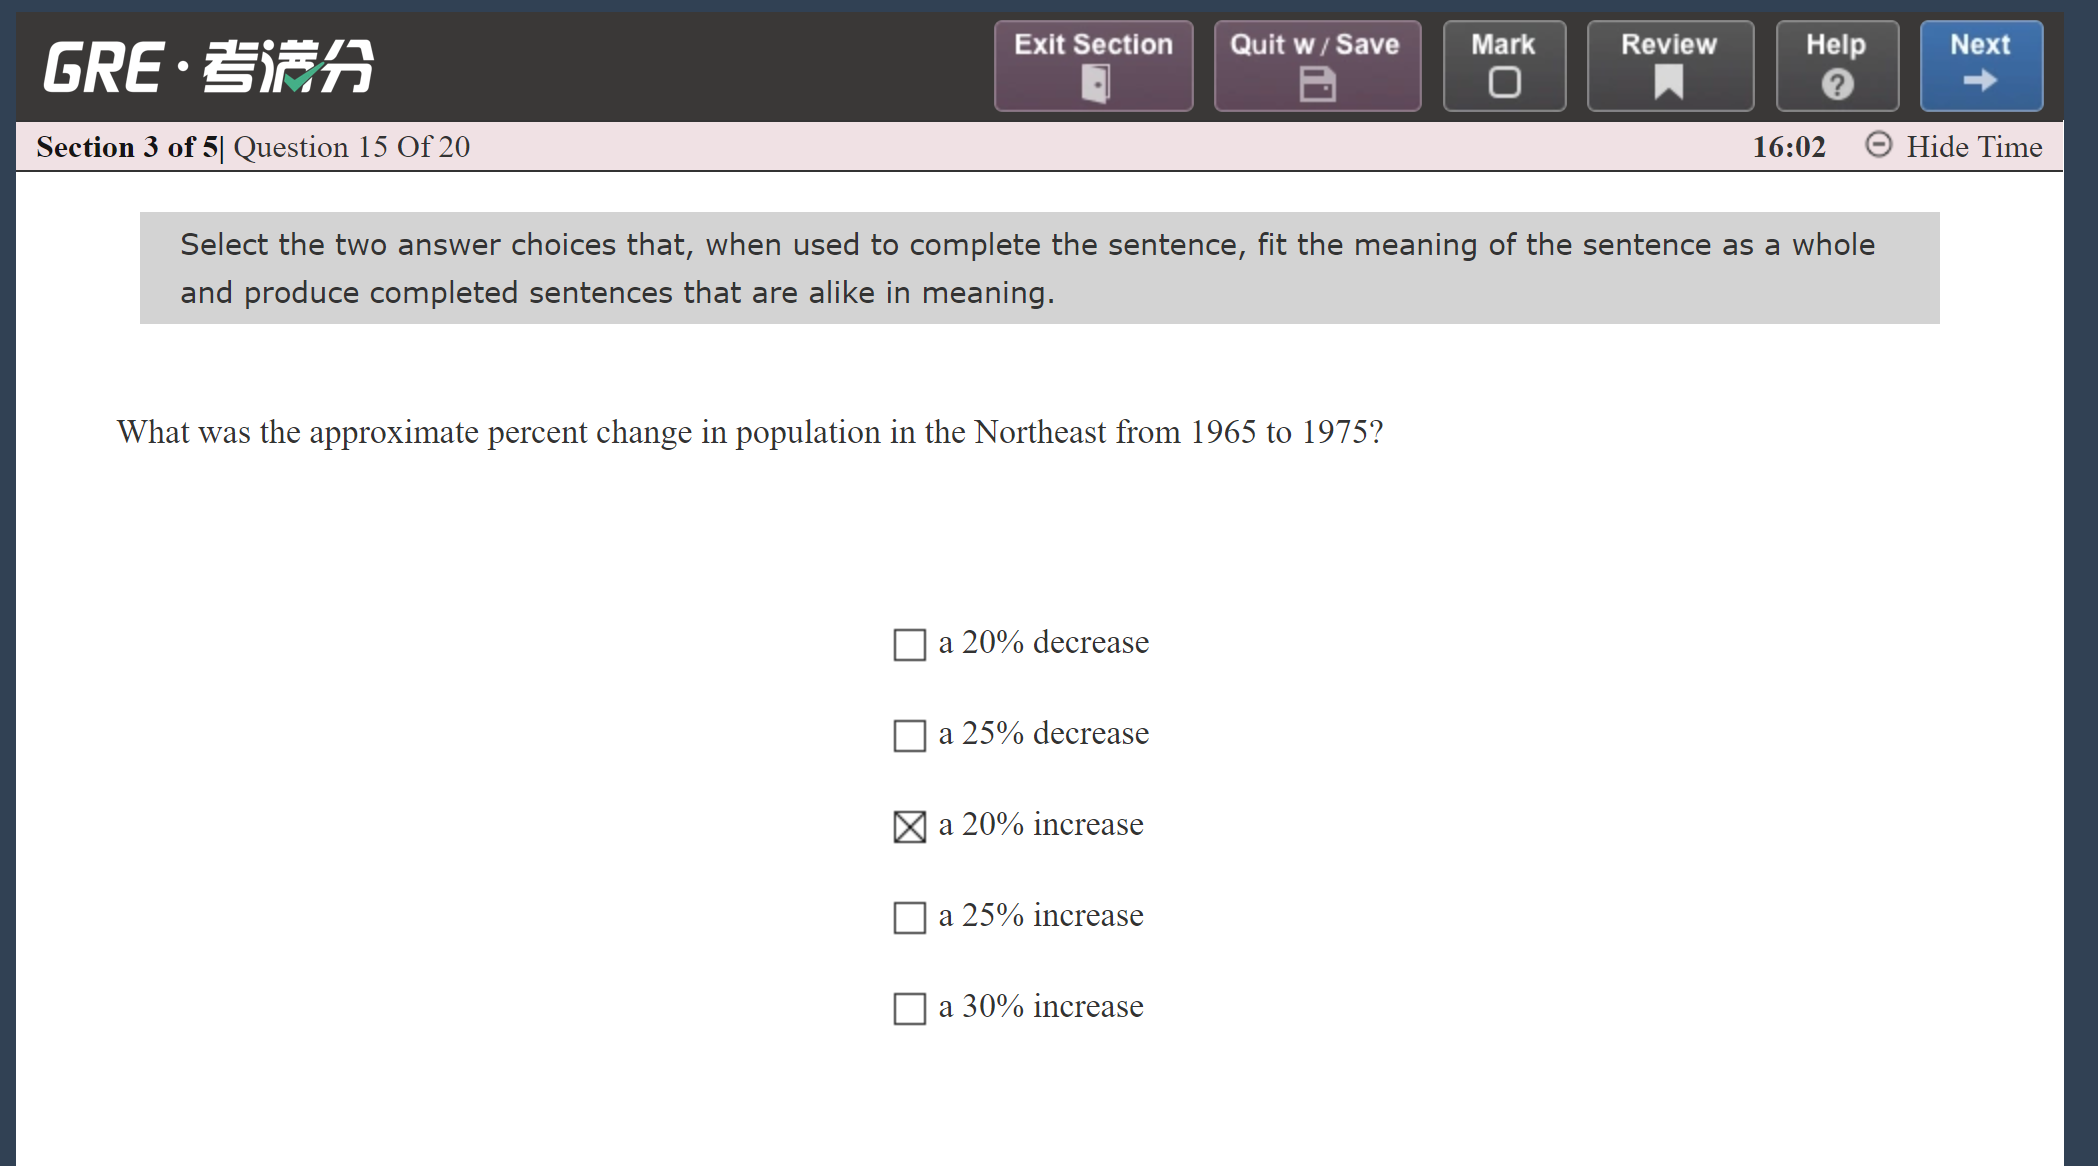 GRE·考满分
Exit Section
Quit w / Save
Mark
Review
Help
Next
Section 3 of 5| Question 15 Of 20
16:02
Hide Time
Select the two answer choices that, when used to complete the sentence, fit the meaning of the sentence as a whole
and produce completed sentences that are alike in meaning.
What was the approximate percent change in population in the Northeast from 1965 to 1975?
a 20% decrease
a 25% decrease
a 20% increase
a 25% increase
a 30% increase